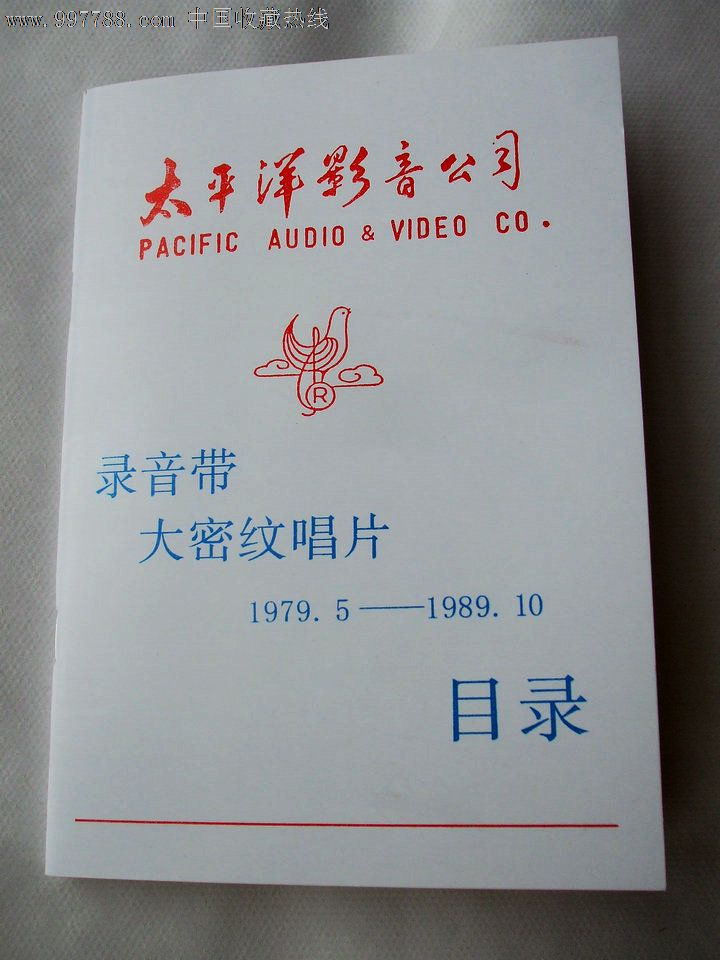 www.997788.com 中国收藏热线
太平洋影音公司
PACIFIC AUDIO & VIDEO CO.
R
录音带
大密纹唱片
1979.5——1989.10
目录